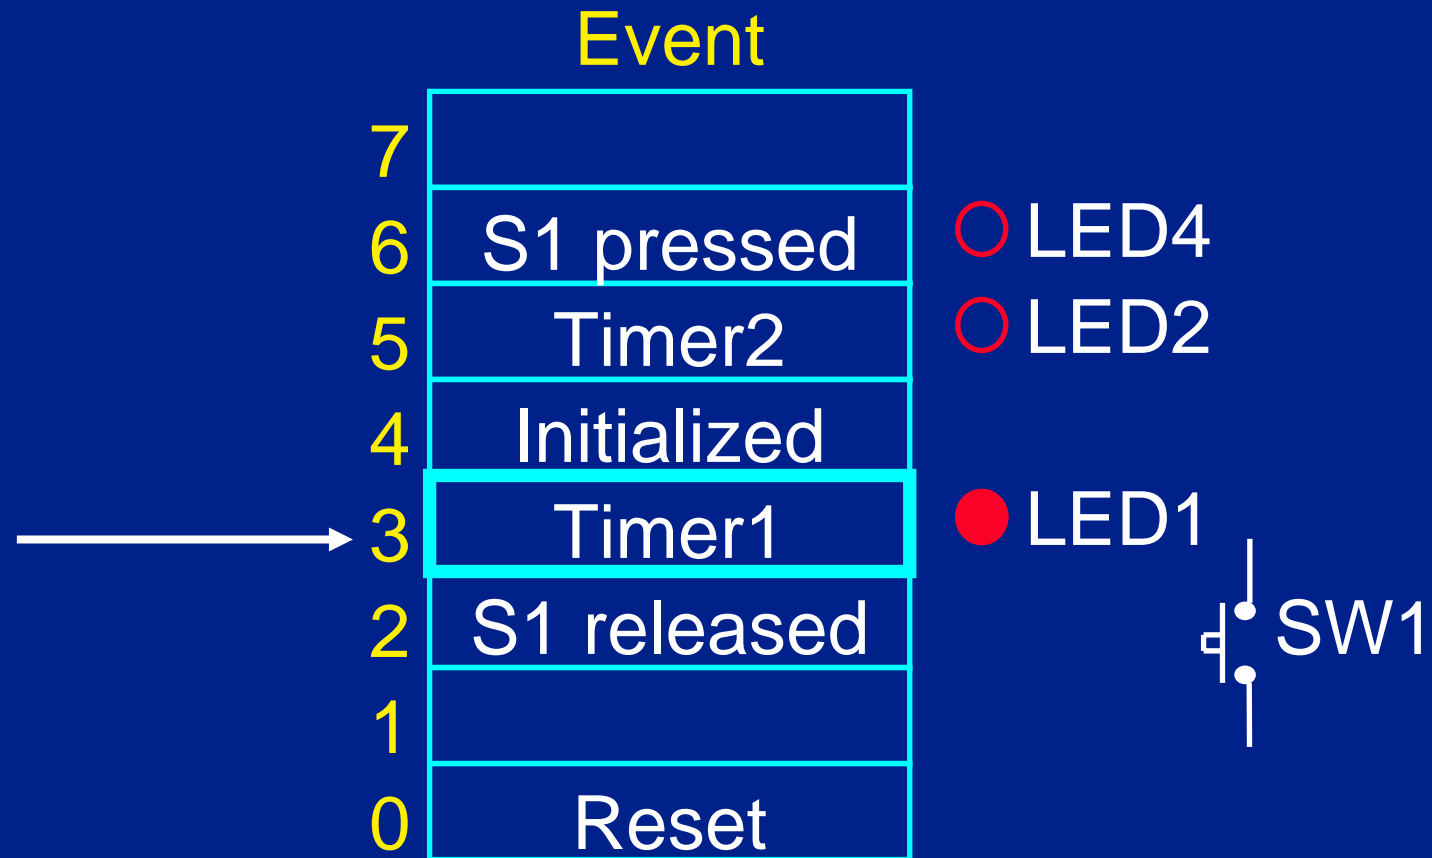 Event
7
6 S1 pressed LED4
5 Timer2 LED2
4 Initialized
3 Timer1 LED1
2 S1 released SW1
1
0 Reset